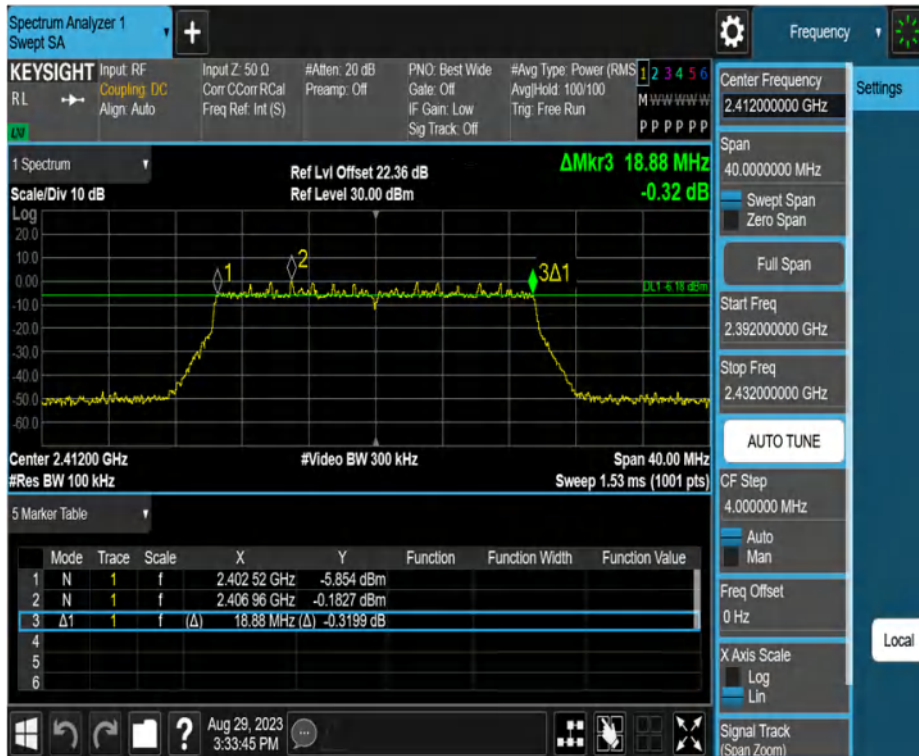 Spectrum Analyzer 1
Swept SA
+
Frequency
KEYSIGHT
RL
Input: RF
Coupling: DC
Align: Auto
Input Z: 50 Ω
Corr CCorr RCal
Freq Ref: Int (S)
#Atten: 20 dB
Preamp: Off
PNO: Best Wide
Gate: Off
IF Gain: Low
Sig Track: Off
#Avg Type: Power (RMS
Avg|Hold: 100/100
Trig: Free Run
1 2 3 4 5 6
M W W W W W
P P P P P P
1 Spectrum
Scale/Div 10 dB
Ref Lvl Offset 22.36 dB
Ref Level 30.00 dBm
ΔMkr3 18.88 MHz
-0.32 dB
Log
20.0
10.0
0.00
-10.0
-20.0
-30.0
-40.0
-50.0
-60.0
1
2
3Δ1
DL1 -6.18 dBm
Center 2.41200 GHz
#Video BW 300 kHz
Span 40.00 MHz
#Res BW 100 kHz
Sweep 1.53 ms (1001 pts)
5 Marker Table
Mode Trace Scale X Y Function Function Width Function Value
1 N 1 f 2.402 52 GHz -5.854 dBm
2 N 1 f 2.406 96 GHz -0.1827 dBm
3 Δ1 1 f (Δ) 18.88 MHz (Δ) -0.3199 dB
4
5
6
?
Aug 29, 2023
3:33:45 PM
Center Frequency
2.412000000 GHz
Span
40.0000000 MHz
Swept Span
Zero Span
Full Span
Start Freq
2.392000000 GHz
Stop Freq
2.432000000 GHz
AUTO TUNE
CF Step
4.000000 MHz
Auto
Man
Freq Offset
0 Hz
X Axis Scale
Log
Lin
Signal Track
(Span Zoom)
Settings
Local